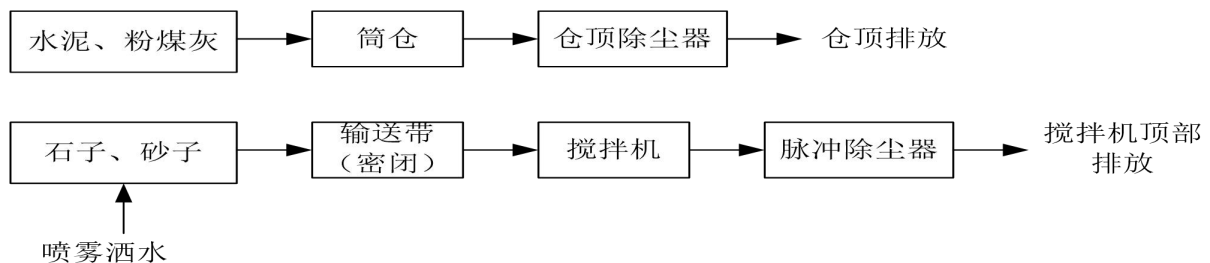 水泥、粉煤灰
筒仓
仓顶除尘器
仓顶排放
石子、砂子
输送带
（密闭）
搅拌机
脉冲除尘器
搅拌机顶部
排放
喷雾洒水